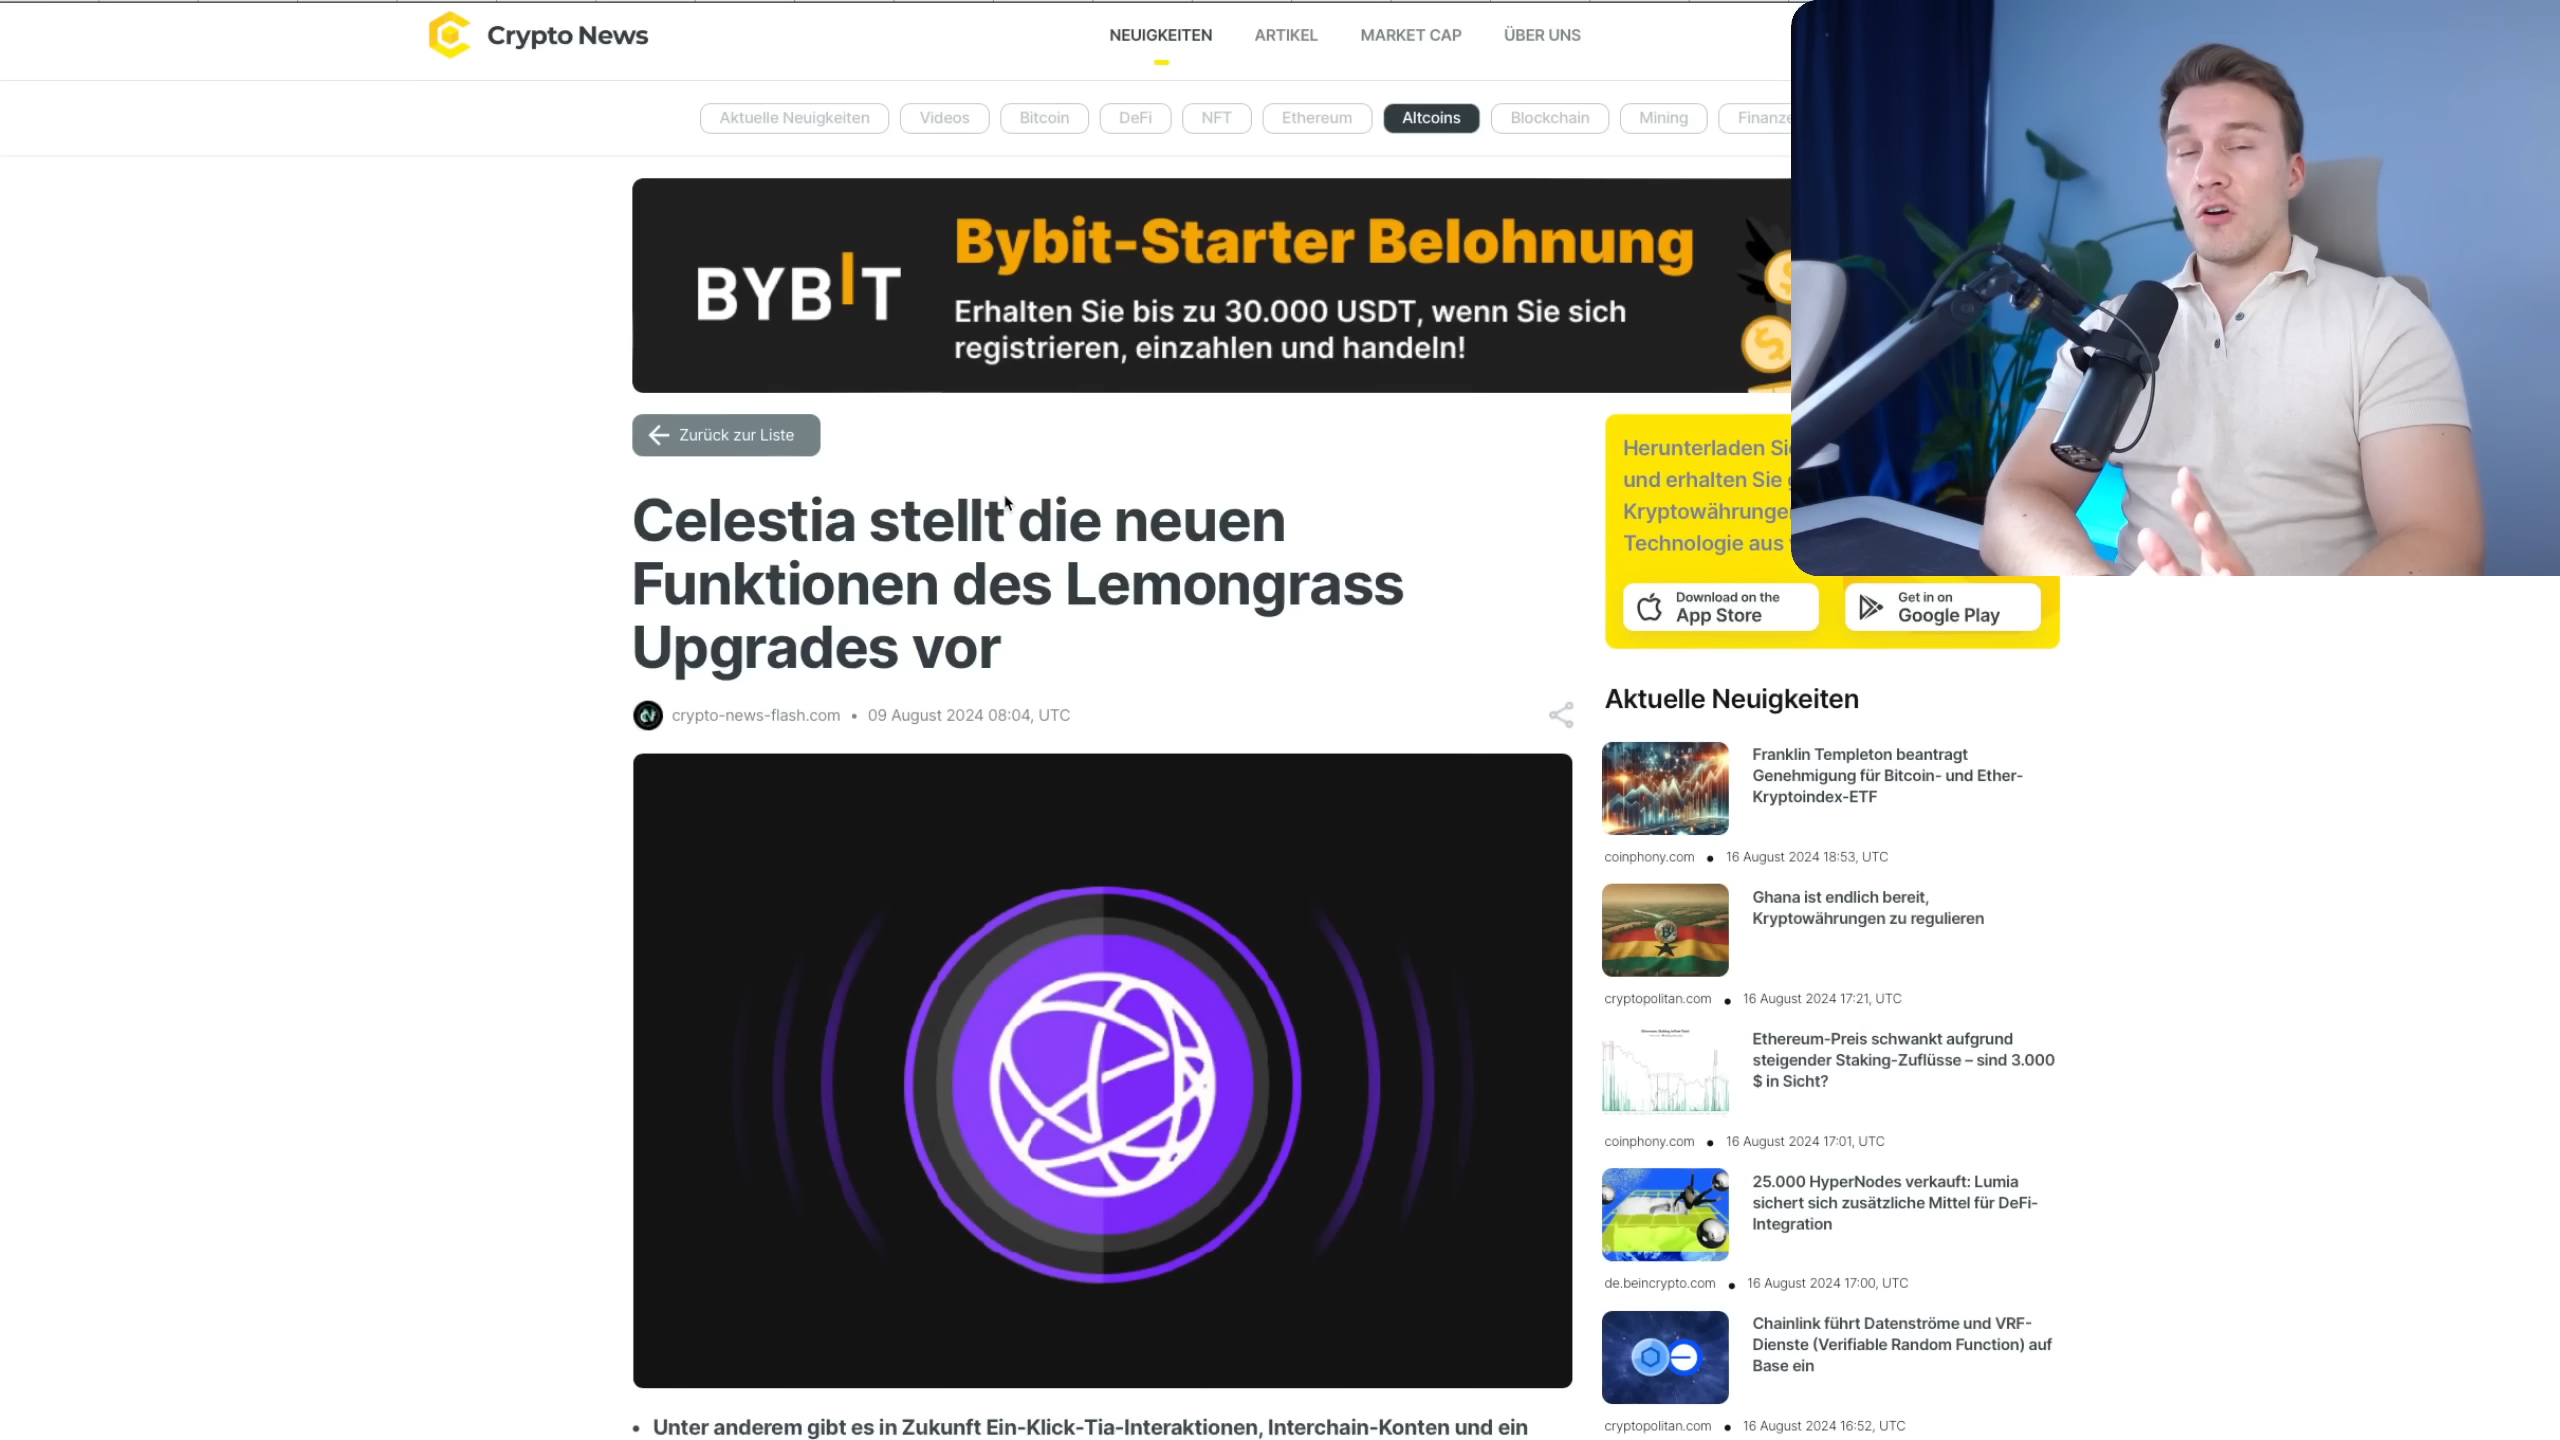 Crypto News
NEUIGKEITEN
ARTIKEL
MARKET CAP
ÜBER UNS
Aktuelle Neuigkeiten
Videos
Bitcoin
DeFi
NFT
Ethereum
Altcoins
Blockchain
Mining
BYBIT
Bybit-Starter Belohnung
Erhalten Sie bis zu 30.000 USDT, wenn Sie sich
registrieren, einzahlen und handeln!
Zurück zur Liste
Celestia stellt die neuen
Funktionen des Lemongrass
Upgrades vor
crypto-news-flash.com • 09 August 2024 08:04, UTC
• Unter anderem gibt es in Zukunft Ein-Klick-Tia-Interaktionen, Interchain-Konten und ein
Herunterladen
und erhalten Sie
Technologie aus
Download on the
App Store
Get in on
Google Play
Aktuelle Neuigkeiten
Franklin Templeton beantragt
Genehmigung für Bitcoin- und Ether-
Kryptoindex-ETF
coinphony.com • 16 August 2024 18:53, UTC
Ghana ist endlich bereit,
Kryptowährungen zu regulieren
cryptopolitan.com • 16 August 2024 17:21, UTC
Ethereum-Preis schwankt aufgrund
steigender Staking-Zuflüsse – sind 3.000
$ in Sicht?
coinphony.com • 16 August 2024 17:01, UTC
25.000 HyperNodes verkauft: Lumia
sichert sich zusätzliche Mittel für DeFi-
Integration
de.beincrypto.com • 16 August 2024 17:00, UTC
Chainlink führt Datenströme und VRF-
Dienste (Verifiable Random Function) auf
Base ein
cryptopolitan.com • 16 August 2024 16:52, UTC